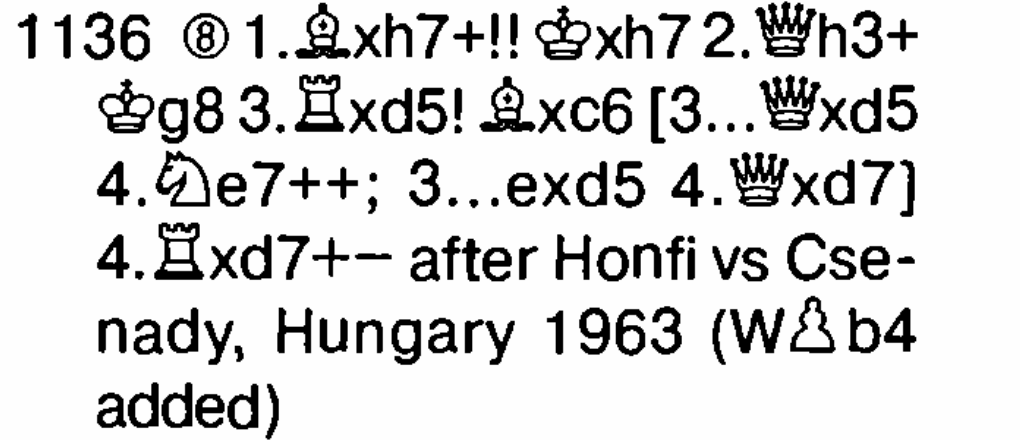 1136 ⑧ 1.♗xh7+!! ♔xh7 2.♕h3+
♔g8 3.♖xd5! ♗xc6 [3...♕xd5
4.♘e7++; 3...exd5 4.♕xd7]
4.♖xd7+− after Honfi vs Cse-
nady, Hungary 1963 (W♙b4
added)